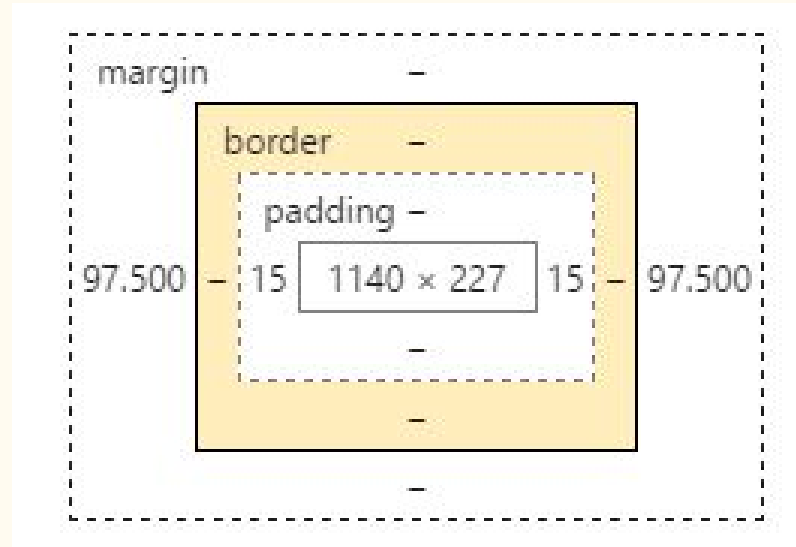 margin –
border –
padding –
97.500 – 15 1140 × 227 15 – 97.500
–
–
–